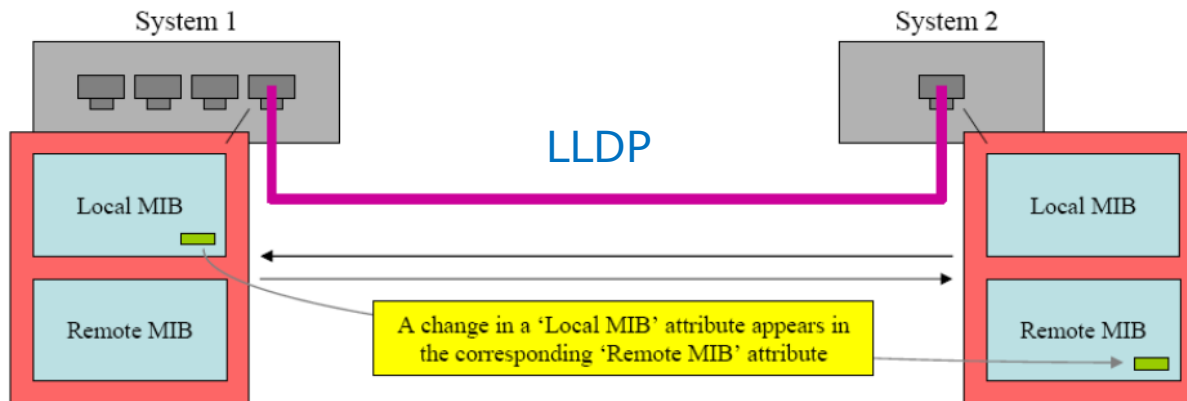 System 1
System 2
LLDP
Local MIB
Local MIB
Remote MIB
A change in a ‘Local MIB’ attribute appears in
the corresponding ‘Remote MIB’ attribute
Remote MIB